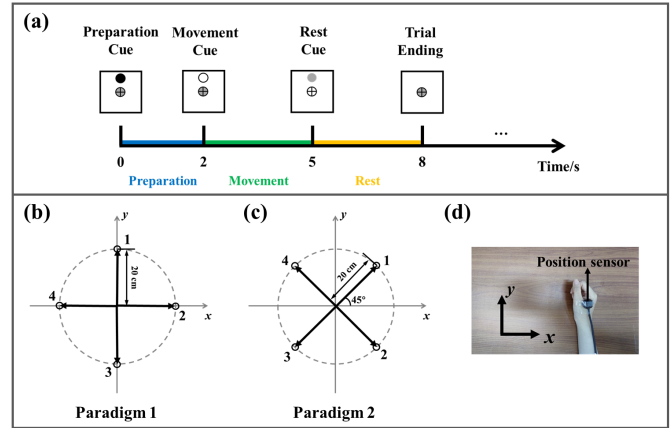 (a)
Preparation Movement Rest Trial
Cue Cue Cue Ending
...
0 2 5 8 Time/s
Preparation Movement Rest
(b) (c) (d)
y y
1
4 1
20 cm 20 cm Position sensor
45°
y
4 2 x x x
3 2
3
Paradigm 1 Paradigm 2